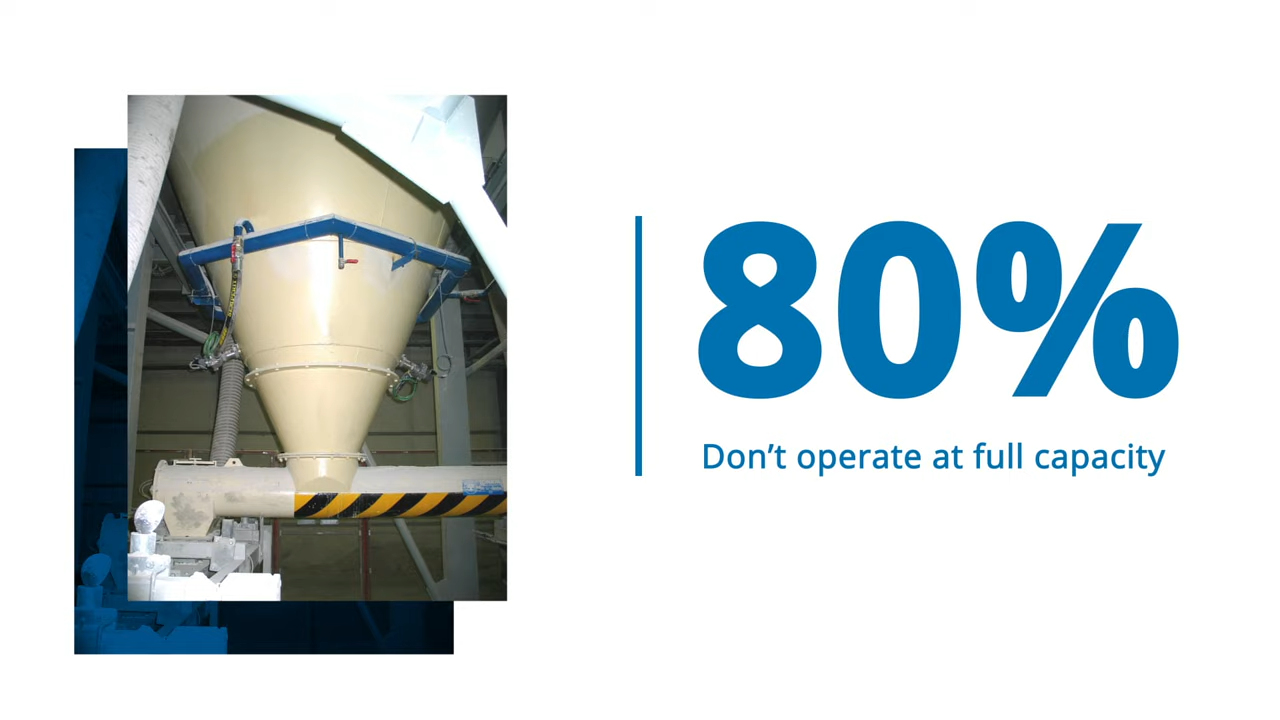 80%
Don’t operate at full capacity